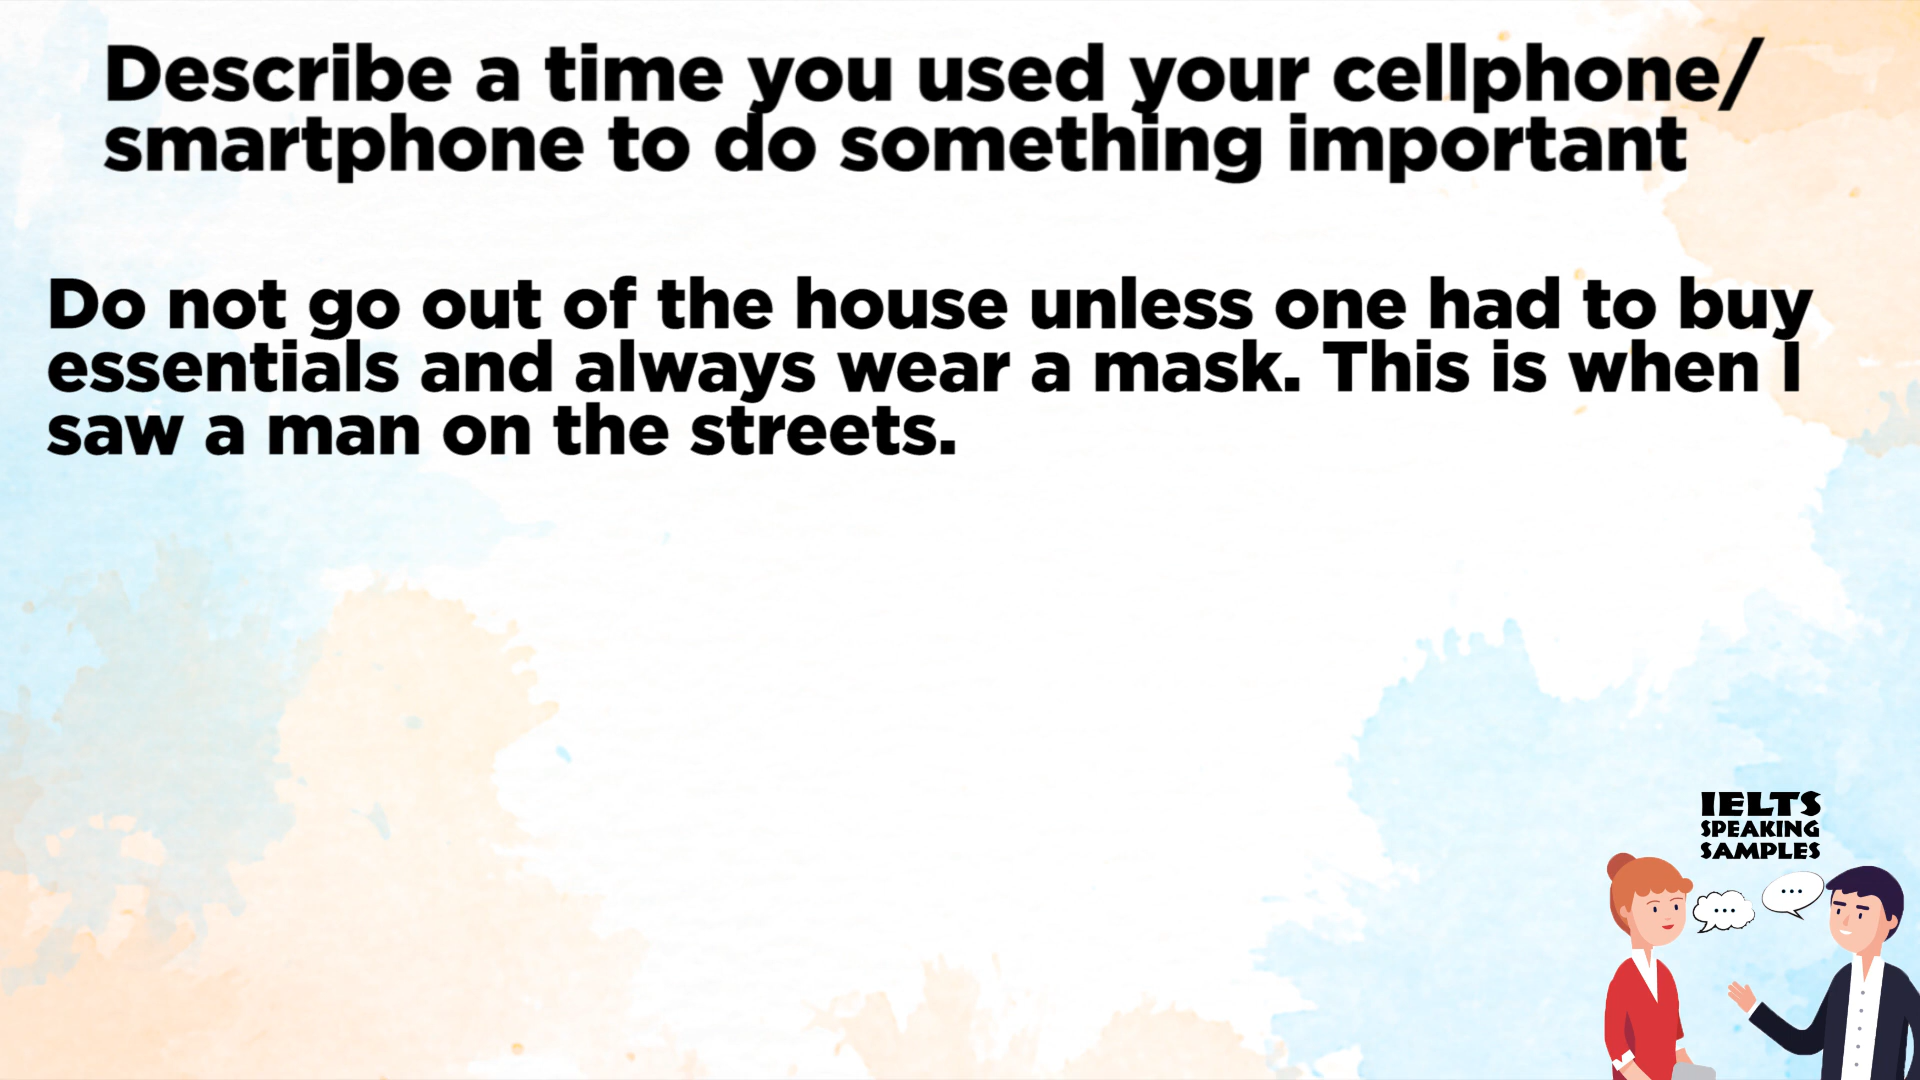 Describe a time you used your cellphone/
smartphone to do something important
Do not go out of the house unless one had to buy
essentials and always wear a mask. This is when I
saw a man on the streets.
IELTS
SPEAKING
SAMPLES